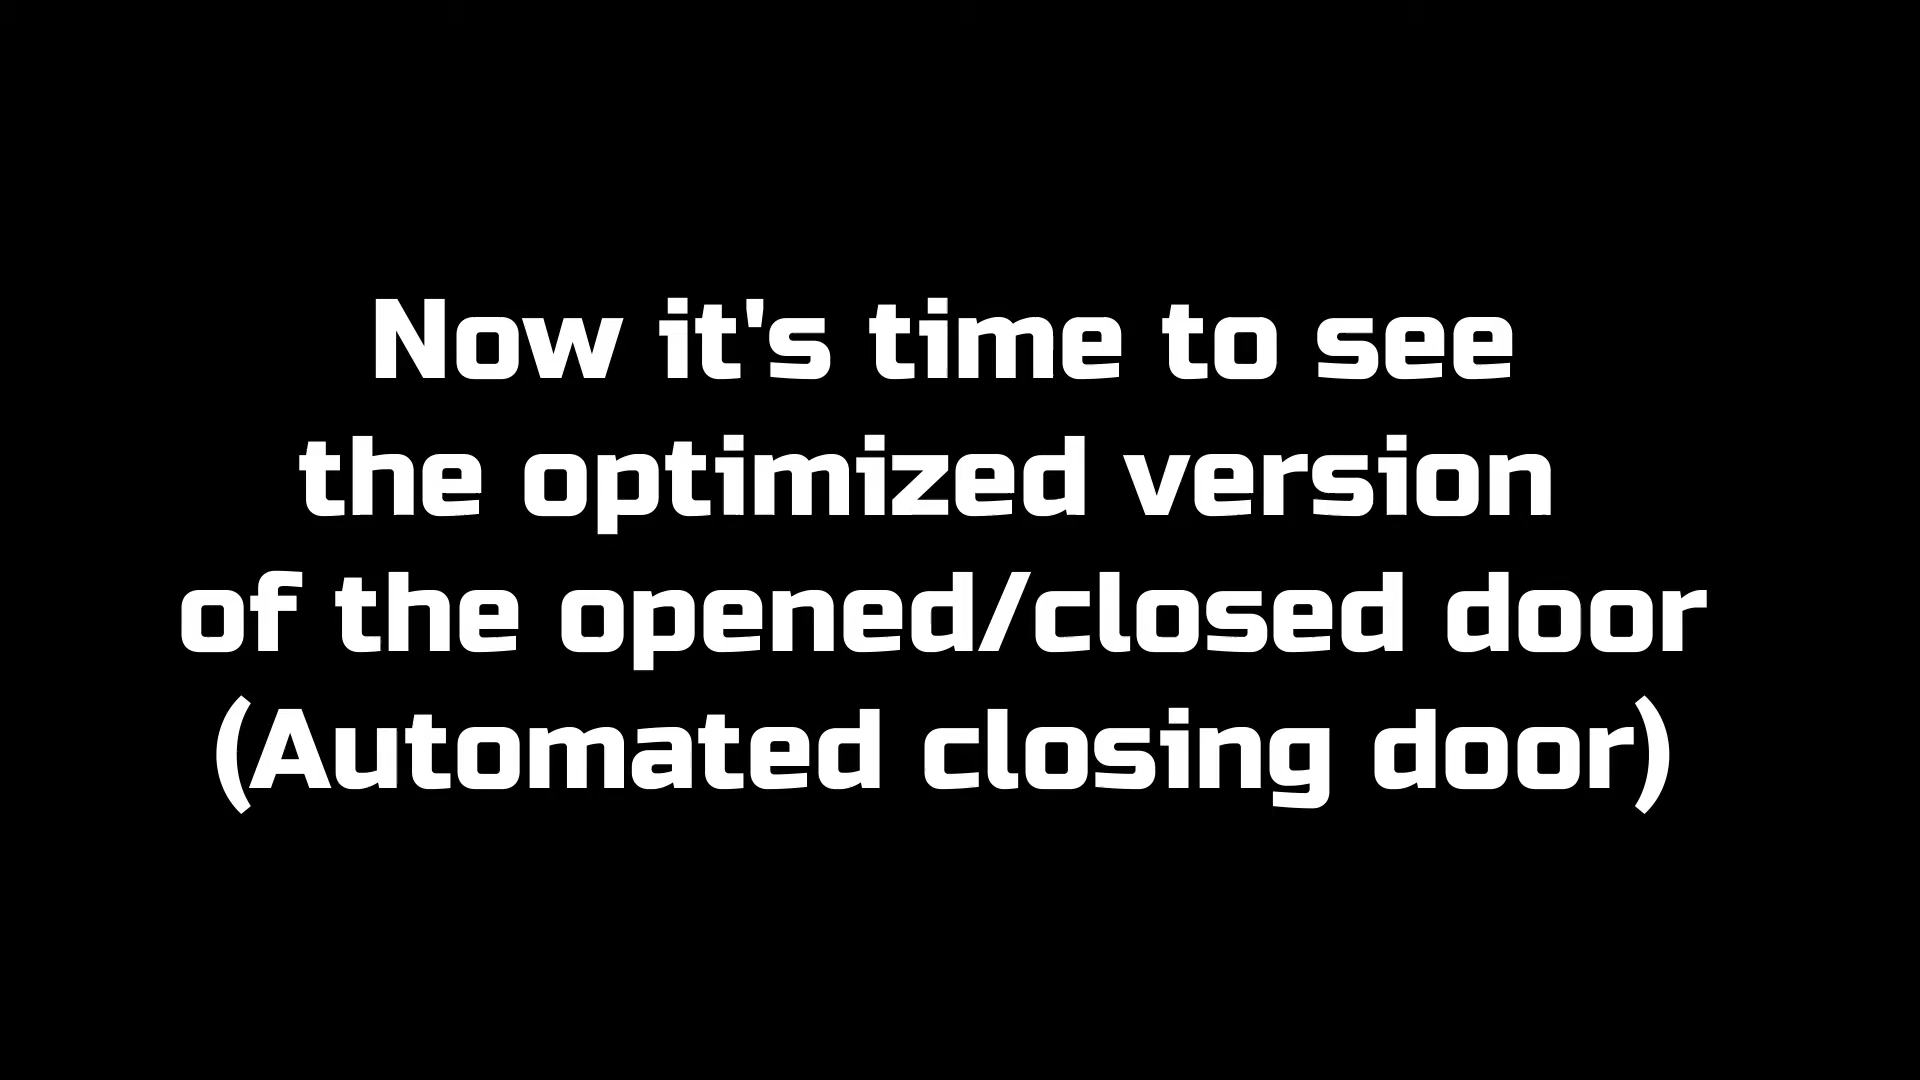 Now it's time to see
the optimized version
of the opened/closed door
(Automated closing door)